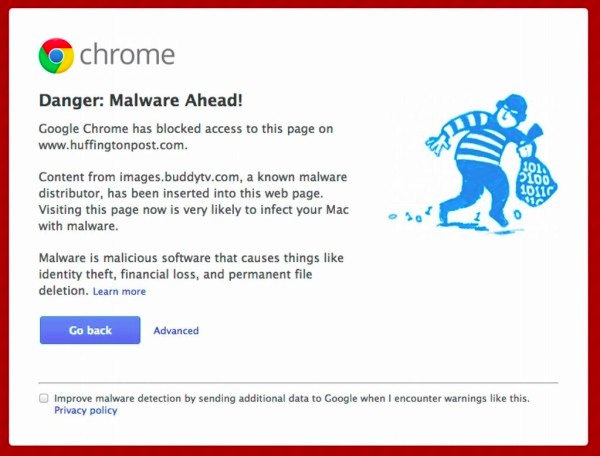 chrome
Danger: Malware Ahead!
Google Chrome has blocked access to this page on
www.huffingtonpost.com.
Content from images.buddytv.com, a known malware
distributor, has been inserted into this web page.
Visiting this page now is very likely to infect your Mac
with malware.
Malware is malicious software that causes things like
identity theft, financial loss, and permanent file
deletion. Learn more
Go back Advanced
Improve malware detection by sending additional data to Google when I encounter warnings like this.
Privacy policy